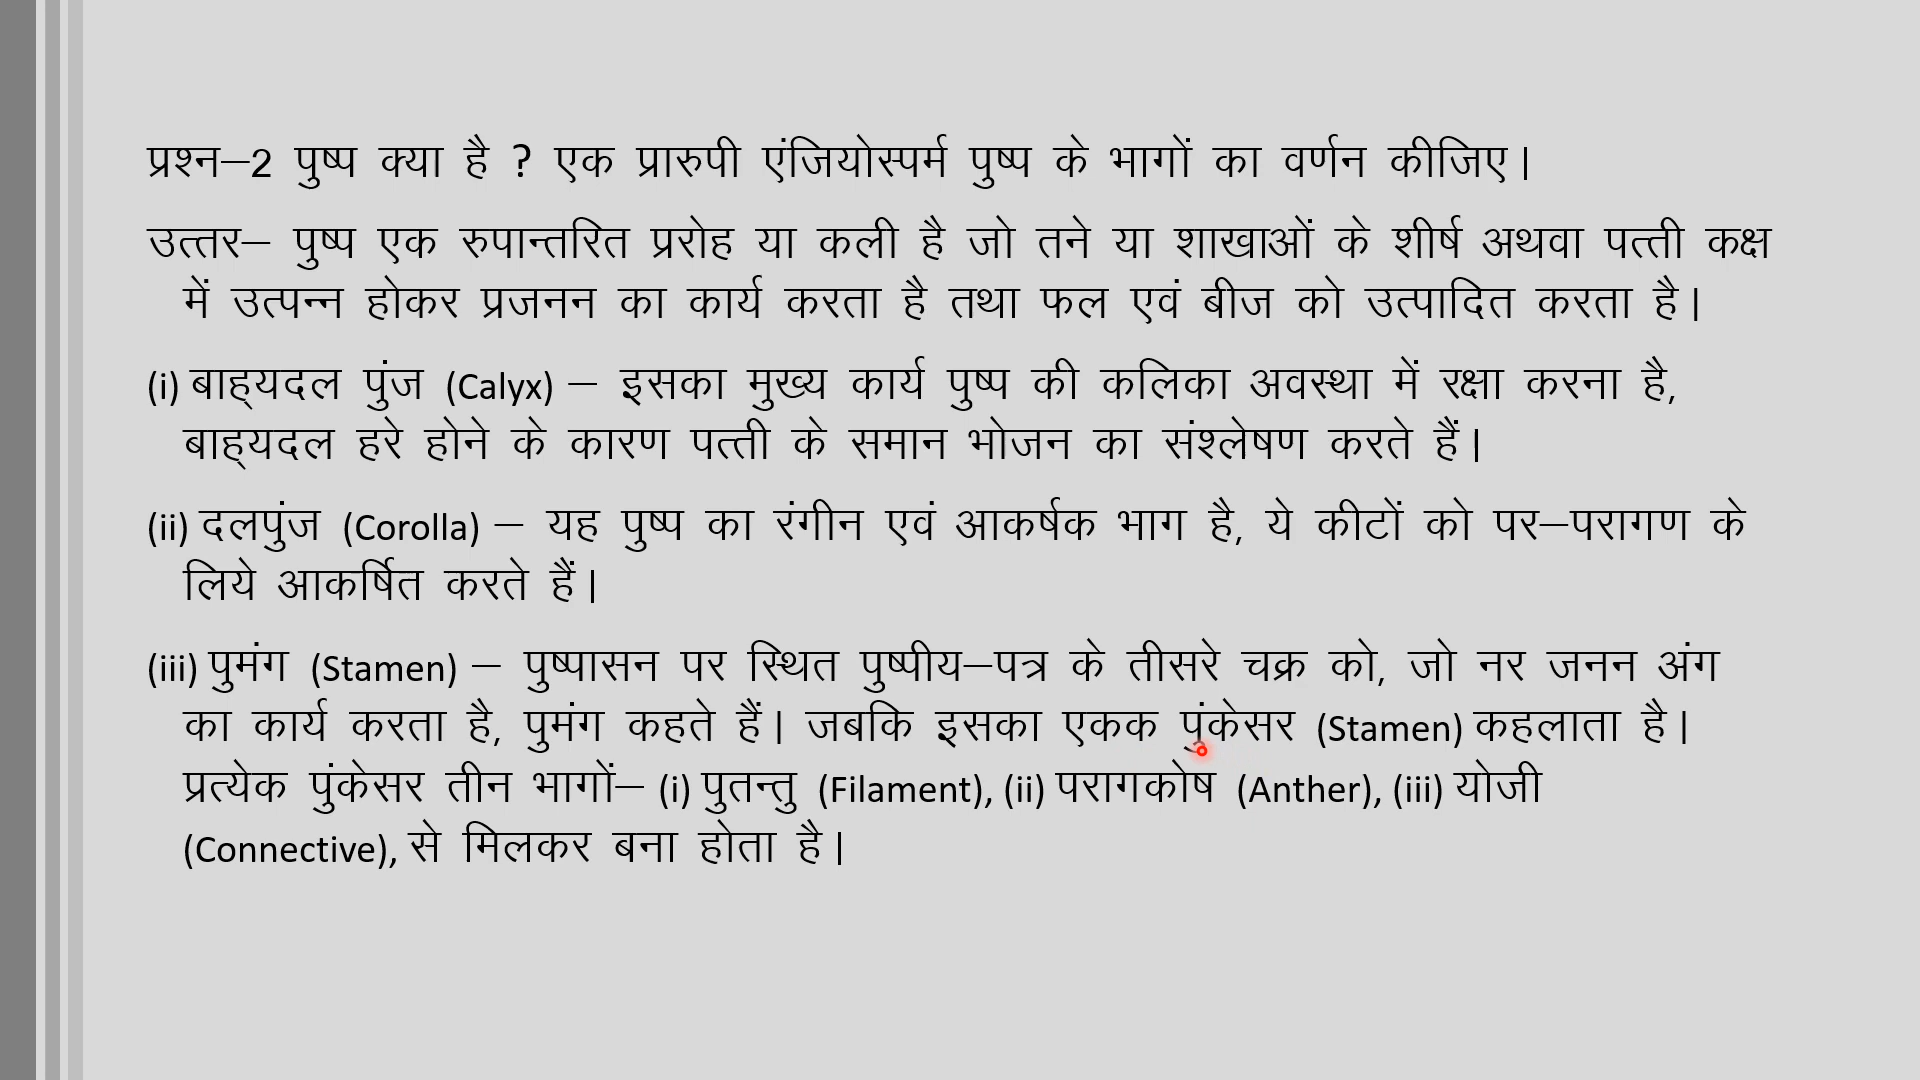 प्रश्न–2 पुष्प क्या है ? एक प्रारुपी एंजियोस्पर्म पुष्प के भागों का वर्णन कीजिए।
उत्तर– पुष्प एक रुपान्तरित प्ररोह या कली है जो तने या शाखाओं के शीर्ष अथवा पत्ती कक्ष
में उत्पन्न होकर प्रजनन का कार्य करता है तथा फल एवं बीज को उत्पादित करता है।
(i) बाह्यदल पुंज (Calyx) – इसका मुख्य कार्य पुष्प की कलिका अवस्था में रक्षा करना है,
बाह्यदल हरे होने के कारण पत्ती के समान भोजन का संश्लेषण करते हैं।
(ii) दलपुंज (Corolla) – यह पुष्प का रंगीन एवं आकर्षक भाग है, ये कीटों को पर–परागण के
लिये आकर्षित करते हैं।
(iii) पुमंग (Stamen) – पुष्पासन पर स्थित पुष्पीय–पत्र के तीसरे चक्र को, जो नर जनन अंग
का कार्य करता है, पुमंग कहते हैं। जबकि इसका एकक पुंकेसर (Stamen) कहलाता है।
प्रत्येक पुंकेसर तीन भागों– (i) पुतन्तु (Filament), (ii) परागकोष (Anther), (iii) योजी
(Connective), से मिलकर बना होता है।